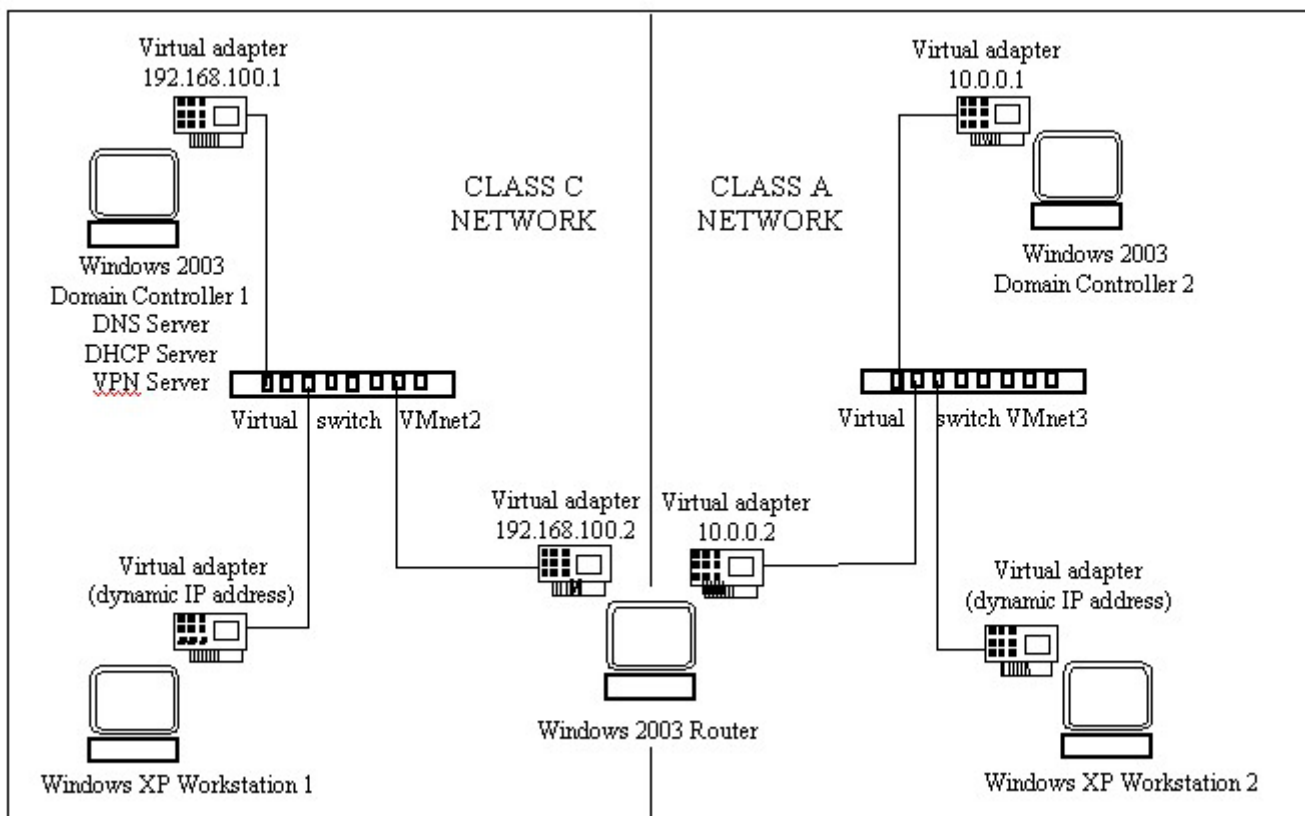 Virtual adapter
192.168.100.1
Windows 2003
Domain Controller 1
DNS Server
DHCP Server
VPN Server
CLASS C
NETWORK
Virtual switch VMnet2
Virtual adapter
192.168.100.2
Virtual adapter
(dynamic IP address)
Windows XP Workstation 1
Windows 2003 Router
Virtual adapter
10.0.0.1
CLASS A
NETWORK
Windows 2003
Domain Controller 2
Virtual switch VMnet3
Virtual adapter
10.0.0.2
Virtual adapter
(dynamic IP address)
Windows XP Workstation 2